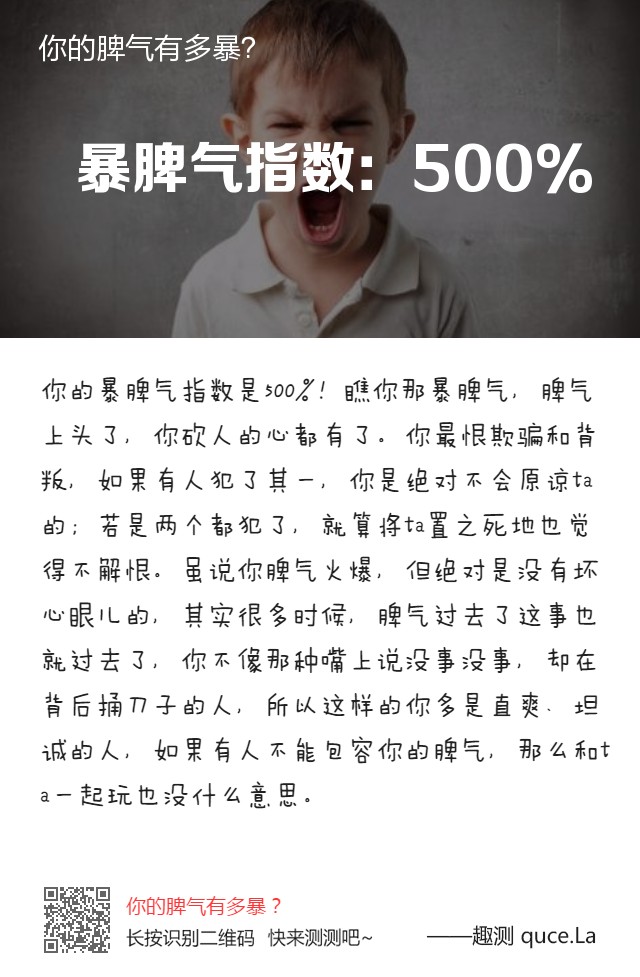 你的脾气有多暴?
暴脾气指数：500%
你的暴脾气指数是500%！瞧你那暴脾气，脾气
上头了，你砍人的心都有了。你最恨欺骗和背
叛，如果有人犯了其一，你是绝对不会原谅ta
的；若是两个都犯了，就算将ta置之死地也觉
得不解恨。虽说你脾气火爆，但绝对是没有坏
心眼儿的，其实很多时候，脾气过去了这事也
就过去了，你不像那种嘴上说没事没事，却在
背后捅刀子的人，所以这样的你多是直爽、坦
诚的人，如果有人不能包容你的脾气，那么和t
a一起玩也没什么意思。
你的脾气有多暴？
长按识别二维码 快来测测吧~
——趣测 quce.La